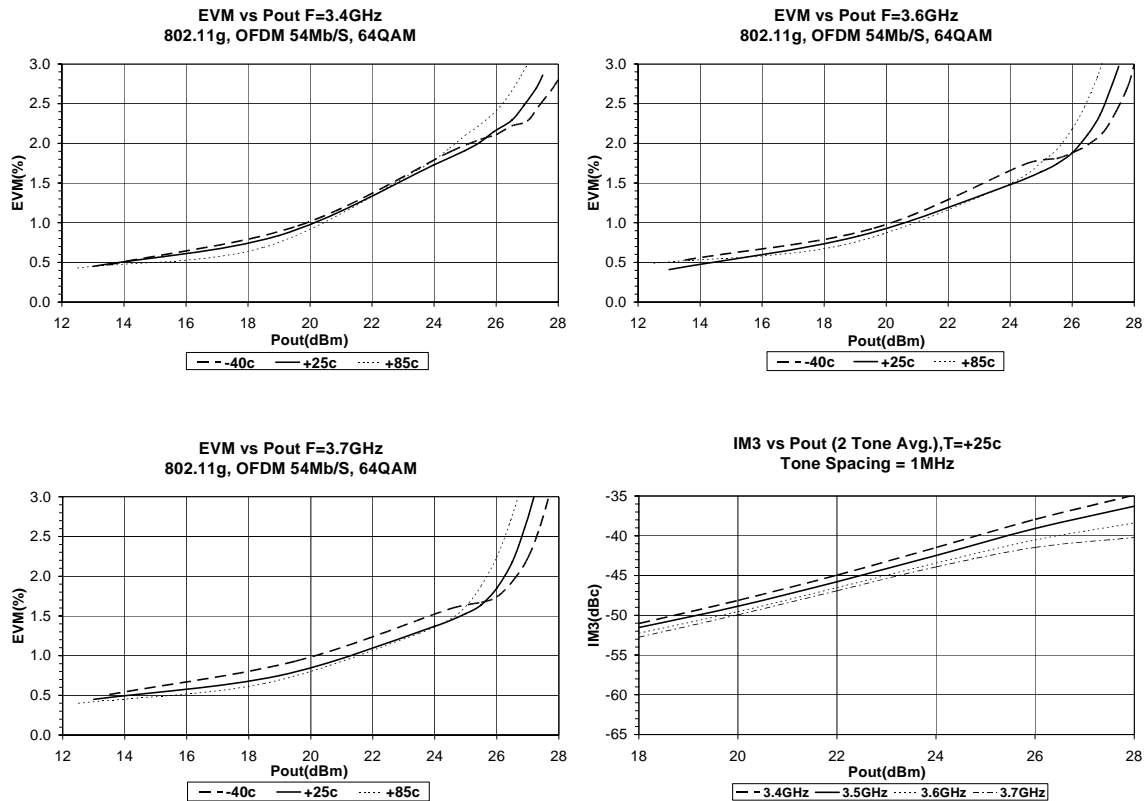 EVM vs Pout F=3.4GHz
802.11g, OFDM 54Mb/S, 64QAM
EVM(%)
3.0
2.5
2.0
1.5
1.0
0.5
0.0
12 14 16 18 20 22 24 26 28
Pout(dBm)
-40c +25c +85c
EVM vs Pout F=3.6GHz
802.11g, OFDM 54Mb/S, 64QAM
EVM(%)
3.0
2.5
2.0
1.5
1.0
0.5
0.0
12 14 16 18 20 22 24 26 28
Pout(dBm)
-40c +25c +85c
EVM vs Pout F=3.7GHz
802.11g, OFDM 54Mb/S, 64QAM
EVM(%)
3.0
2.5
2.0
1.5
1.0
0.5
0.0
12 14 16 18 20 22 24 26 28
Pout(dBm)
-40c +25c +85c
IM3 vs Pout (2 Tone Avg.),T=+25c
Tone Spacing = 1MHz
IM3(dBc)
-35
-40
-45
-50
-55
-60
-65
18 20 22 24 26 28
Pout(dBm)
3.4GHz 3.5GHz 3.6GHz 3.7GHz